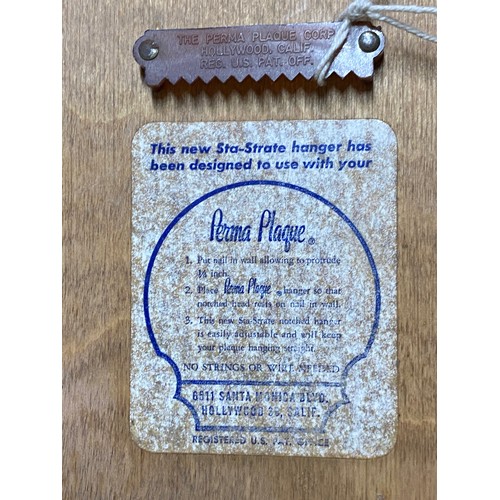 THE PERMA PLAQUE CORP
HOLLYWOOD, CALIF.
REG. U.S. PAT. OFF.
This new Sta-Strate hanger has
been designed to use with your
Perma Plaque ®
1. Put nail in wall allowing to protrude
¼ inch.
2. Place Perma Plaque ® hanger so that
notched head rests on nail in wall.
3. This new Sta-Strate notched hanger
is easily adjustable and will keep
your plaque hanging straight.
NO STRINGS OR WIRE NEEDED
6511 SANTA MONICA BLVD.
HOLLYWOOD 38, CALIF.
REGISTERED U.S. PAT. OFFICE